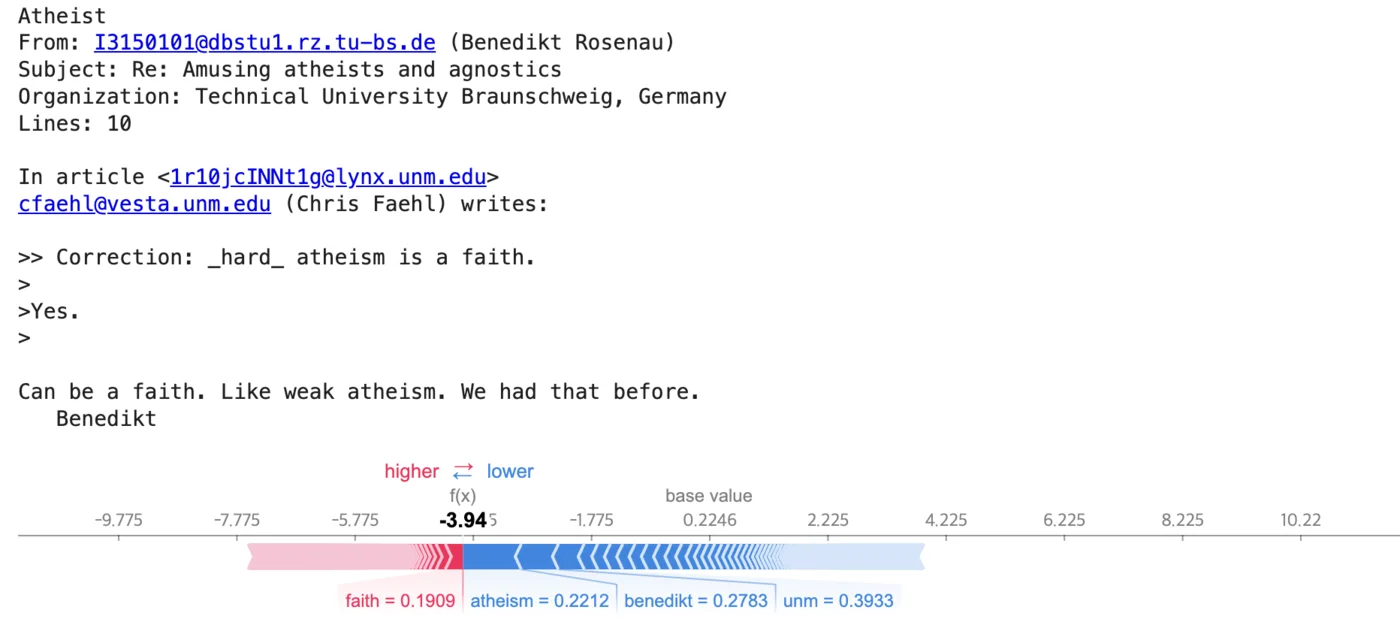 Atheist
From: I3150101@dbstu1.rz.tu-bs.de (Benedikt Rosenau)
Subject: Re: Amusing atheists and agnostics
Organization: Technical University Braunschweig, Germany
Lines: 10
In article <1r10jcINNt1g@lynx.unm.edu>
cfaehl@vesta.unm.edu (Chris Faehl) writes:
>> Correction: _hard_ atheism is a faith.
>
>Yes.
>
Can be a faith. Like weak atheism. We had that before.
Benedikt
higher ⇄ lower
f(x) base value
-9.775 -7.775 -5.775 -3.945 -1.775 0.2246 2.225 4.225 6.225 8.225 10.22
faith = 0.1909 atheism = 0.2212 benedikt = 0.2783 unm = 0.3933